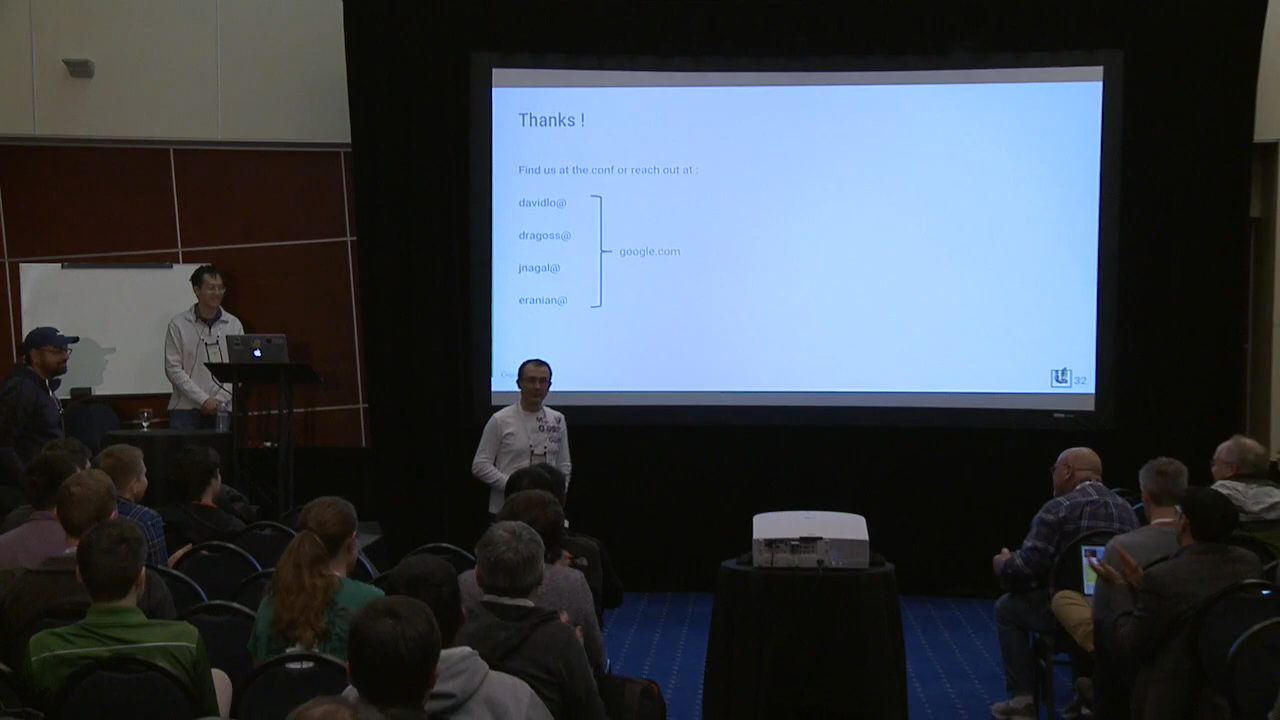 Thanks !
Find us at the conf or reach out at :
davidlo@
dragoss@
google.com
jnagal@
eranian@
32